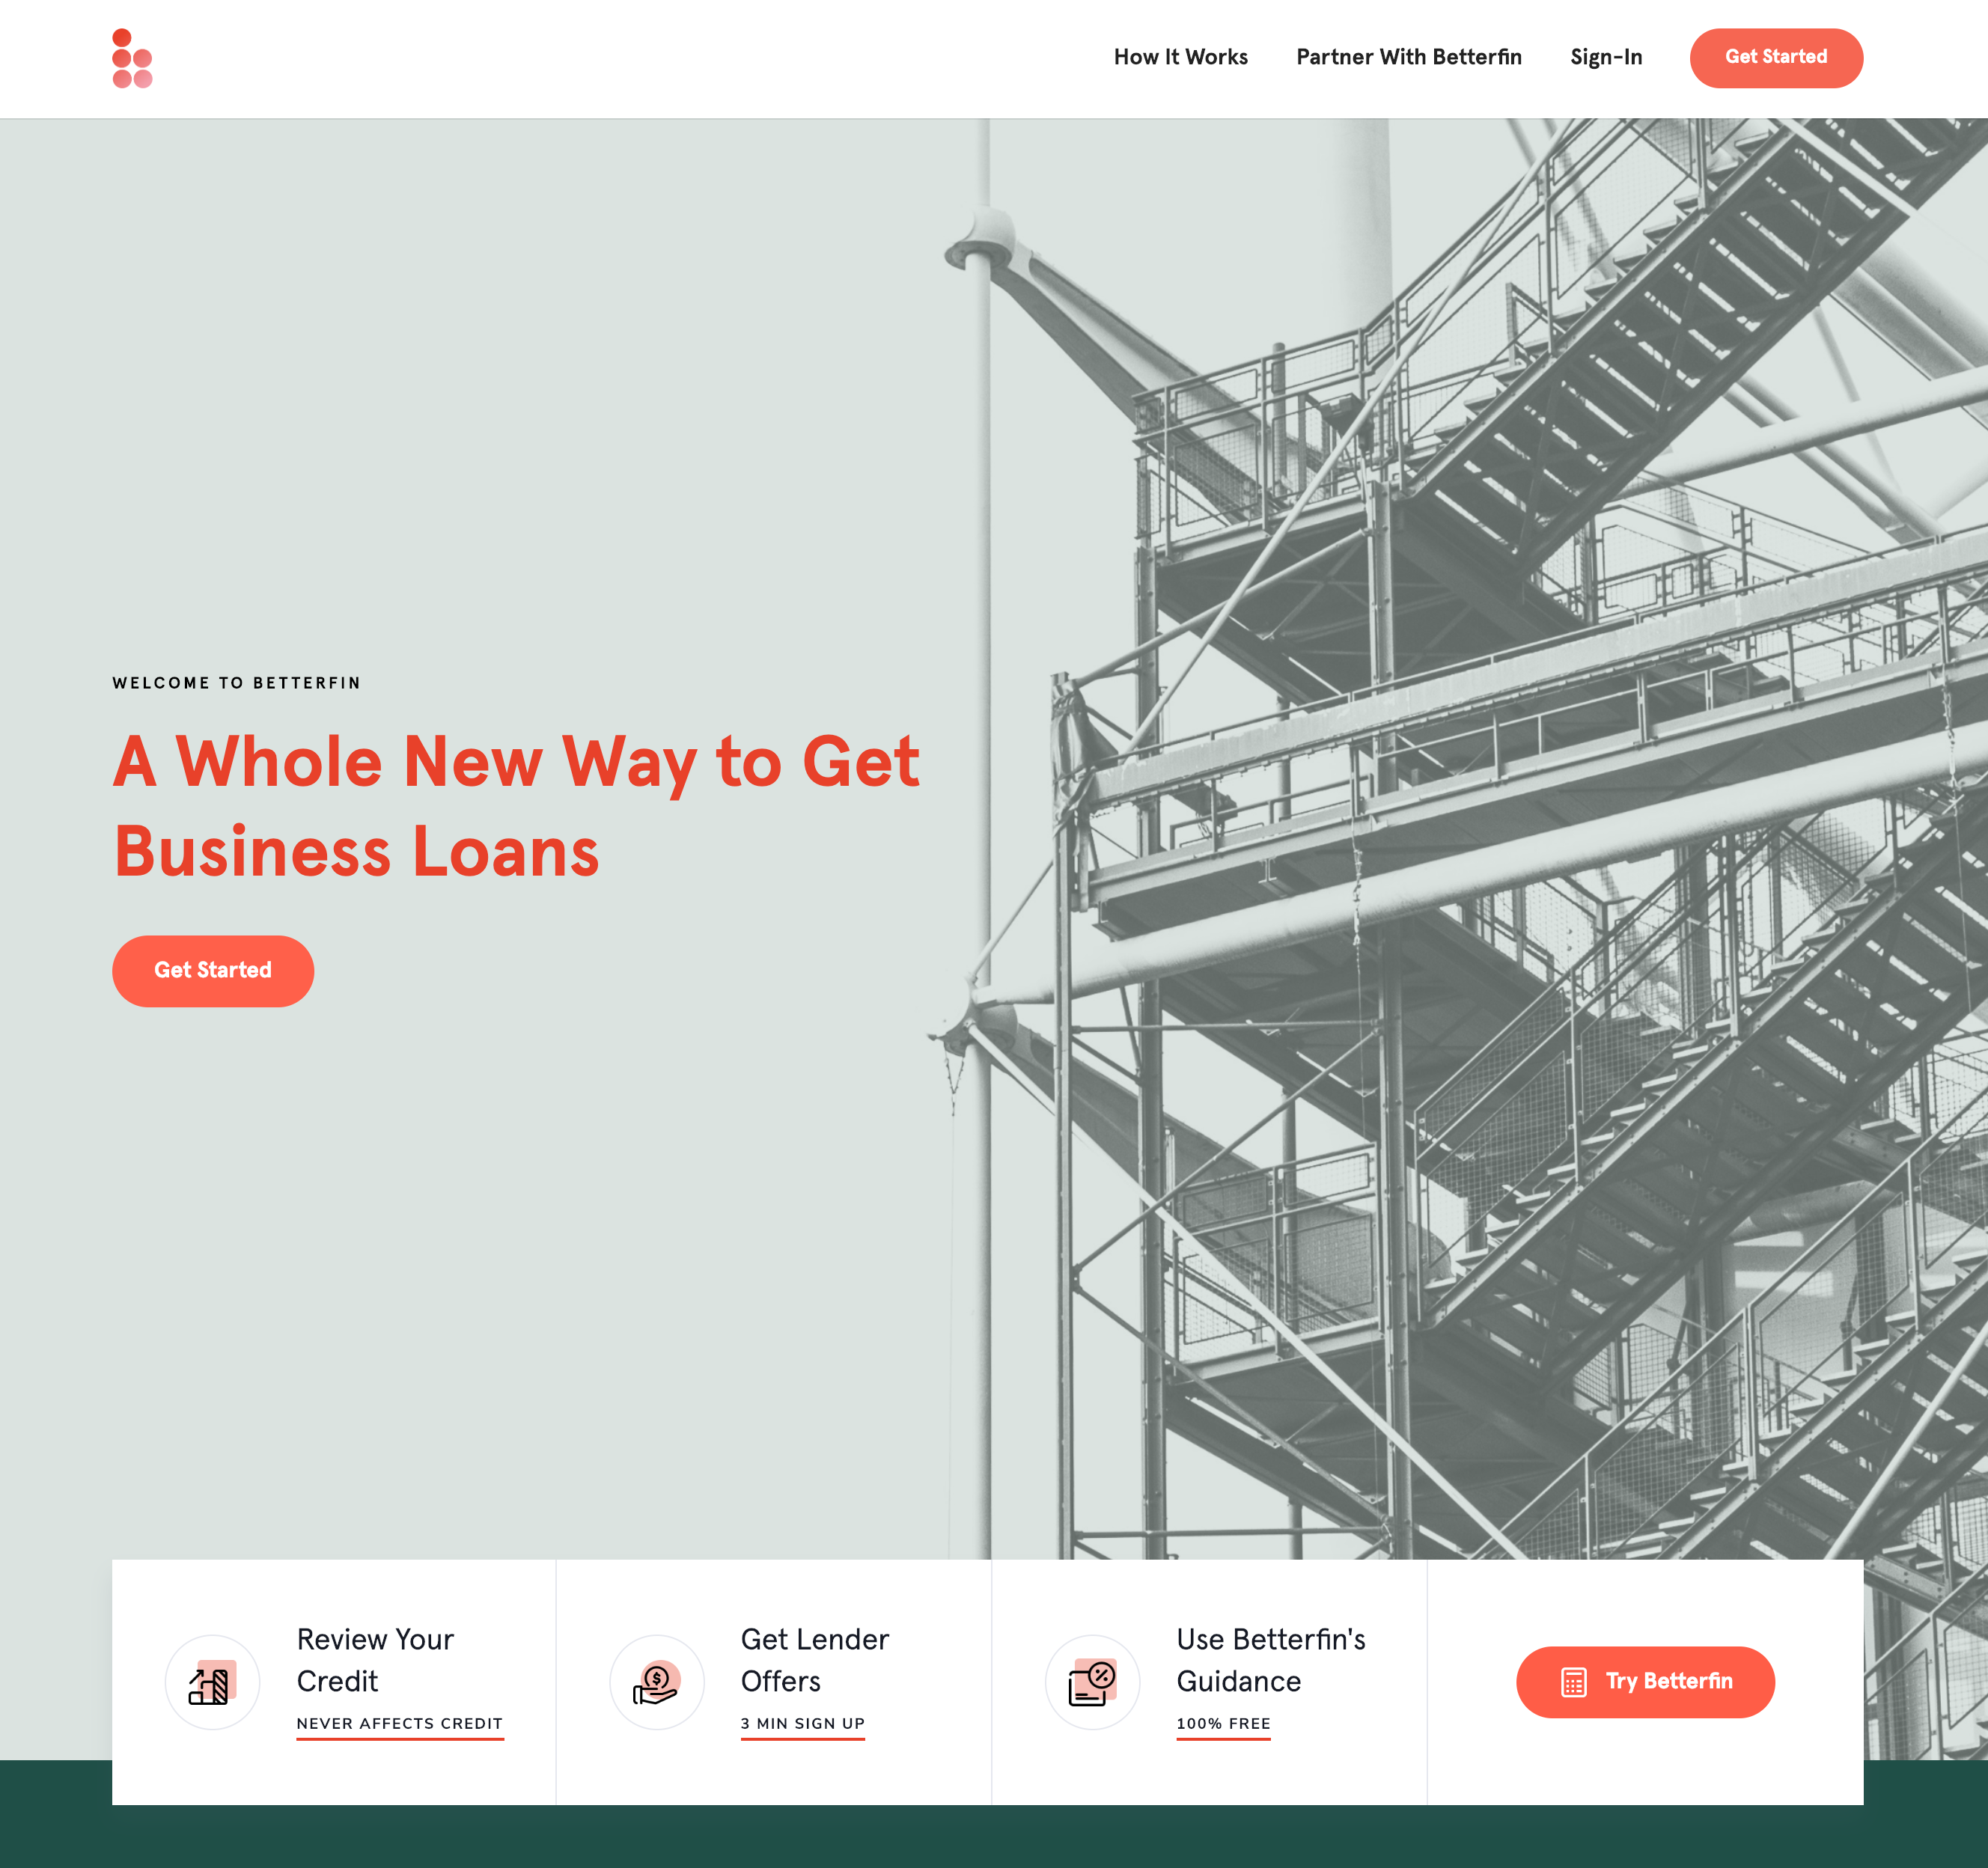 How It Works
Partner With Betterfin
Sign-In
Get Started
WELCOME TO BETTERFIN
A Whole New Way to Get
Business Loans
Get Started
Review Your
Credit
NEVER AFFECTS CREDIT
Get Lender
Offers
3 MIN SIGN UP
Use Betterfin's
Guidance
100% FREE
Try Betterfin